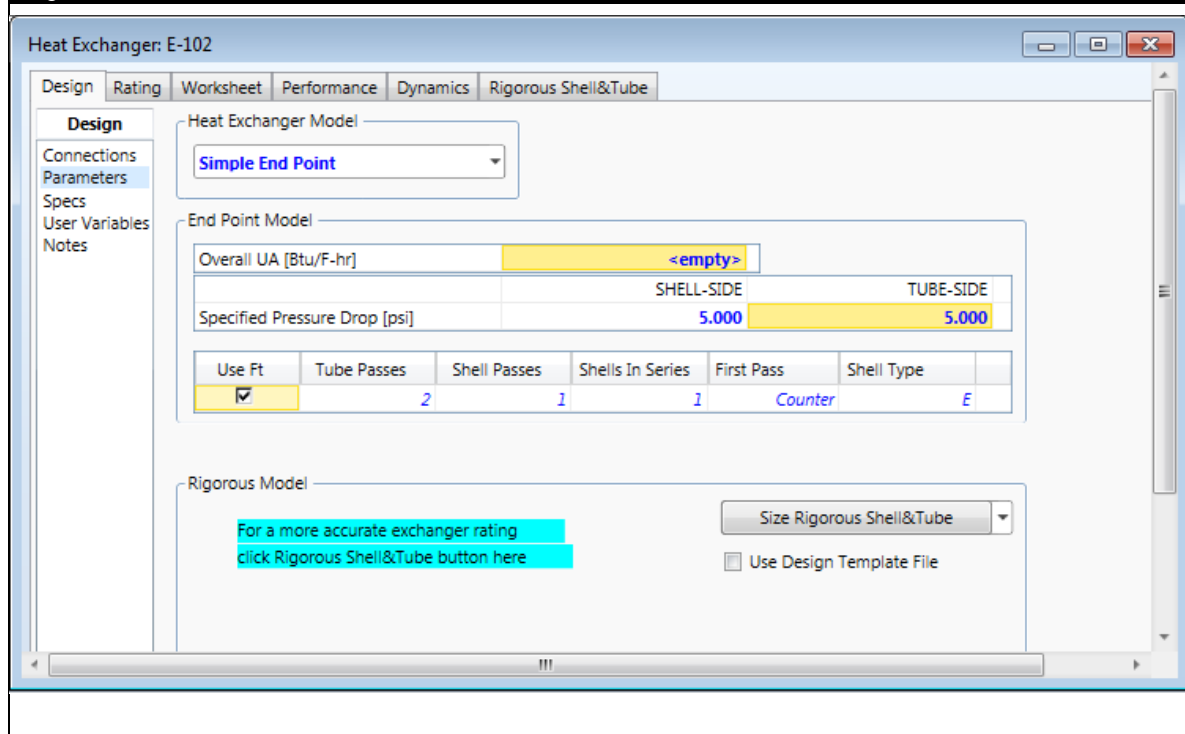 Heat Exchanger: E-102
Design Rating Worksheet Performance Dynamics Rigorous Shell&Tube
Design
Connections
Parameters
Specs
User Variables
Notes
Heat Exchanger Model
Simple End Point
End Point Model
Overall UA [Btu/F-hr] <empty>
SHELL-SIDE TUBE-SIDE
Specified Pressure Drop [psi] 5.000 5.000
Use Ft Tube Passes Shell Passes Shells In Series First Pass Shell Type
2 1 1 Counter E
Rigorous Model
For a more accurate exchanger rating
click Rigorous Shell&Tube button here
Size Rigorous Shell&Tube
Use Design Template File